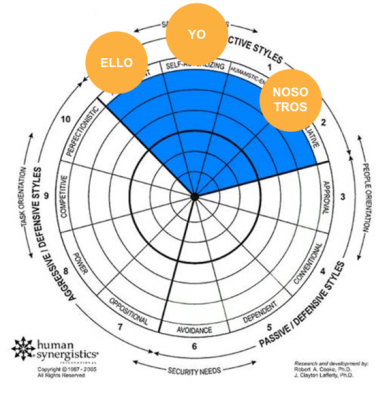 YO
ELLO
NOSO
TROS
CTIVE STYLES
SELF-ACTUALIZING
HUMANISTIC-EN
1
2
PEOPLE ORIENTATION
APPROVAL
3
CONVENTIONAL
4
PASSIVE / DEFENSIVE STYLES
DEPENDENT
5
AVOIDANCE
6
SECURITY NEEDS
OPPOSITIONAL
7
POWER
8
AGGRESSIVE / DEFENSIVE STYLES
COMPETITIVE
9
TASK ORIENTATION
PERFECTIONISTIC
10
human
synergistics®
INTERNATIONAL
Copyright © 1987 - 2005
All Rights Reserved
Research and development by:
Robert A. Cooke, Ph.D.
J. Clayton Lafferty, Ph.D.